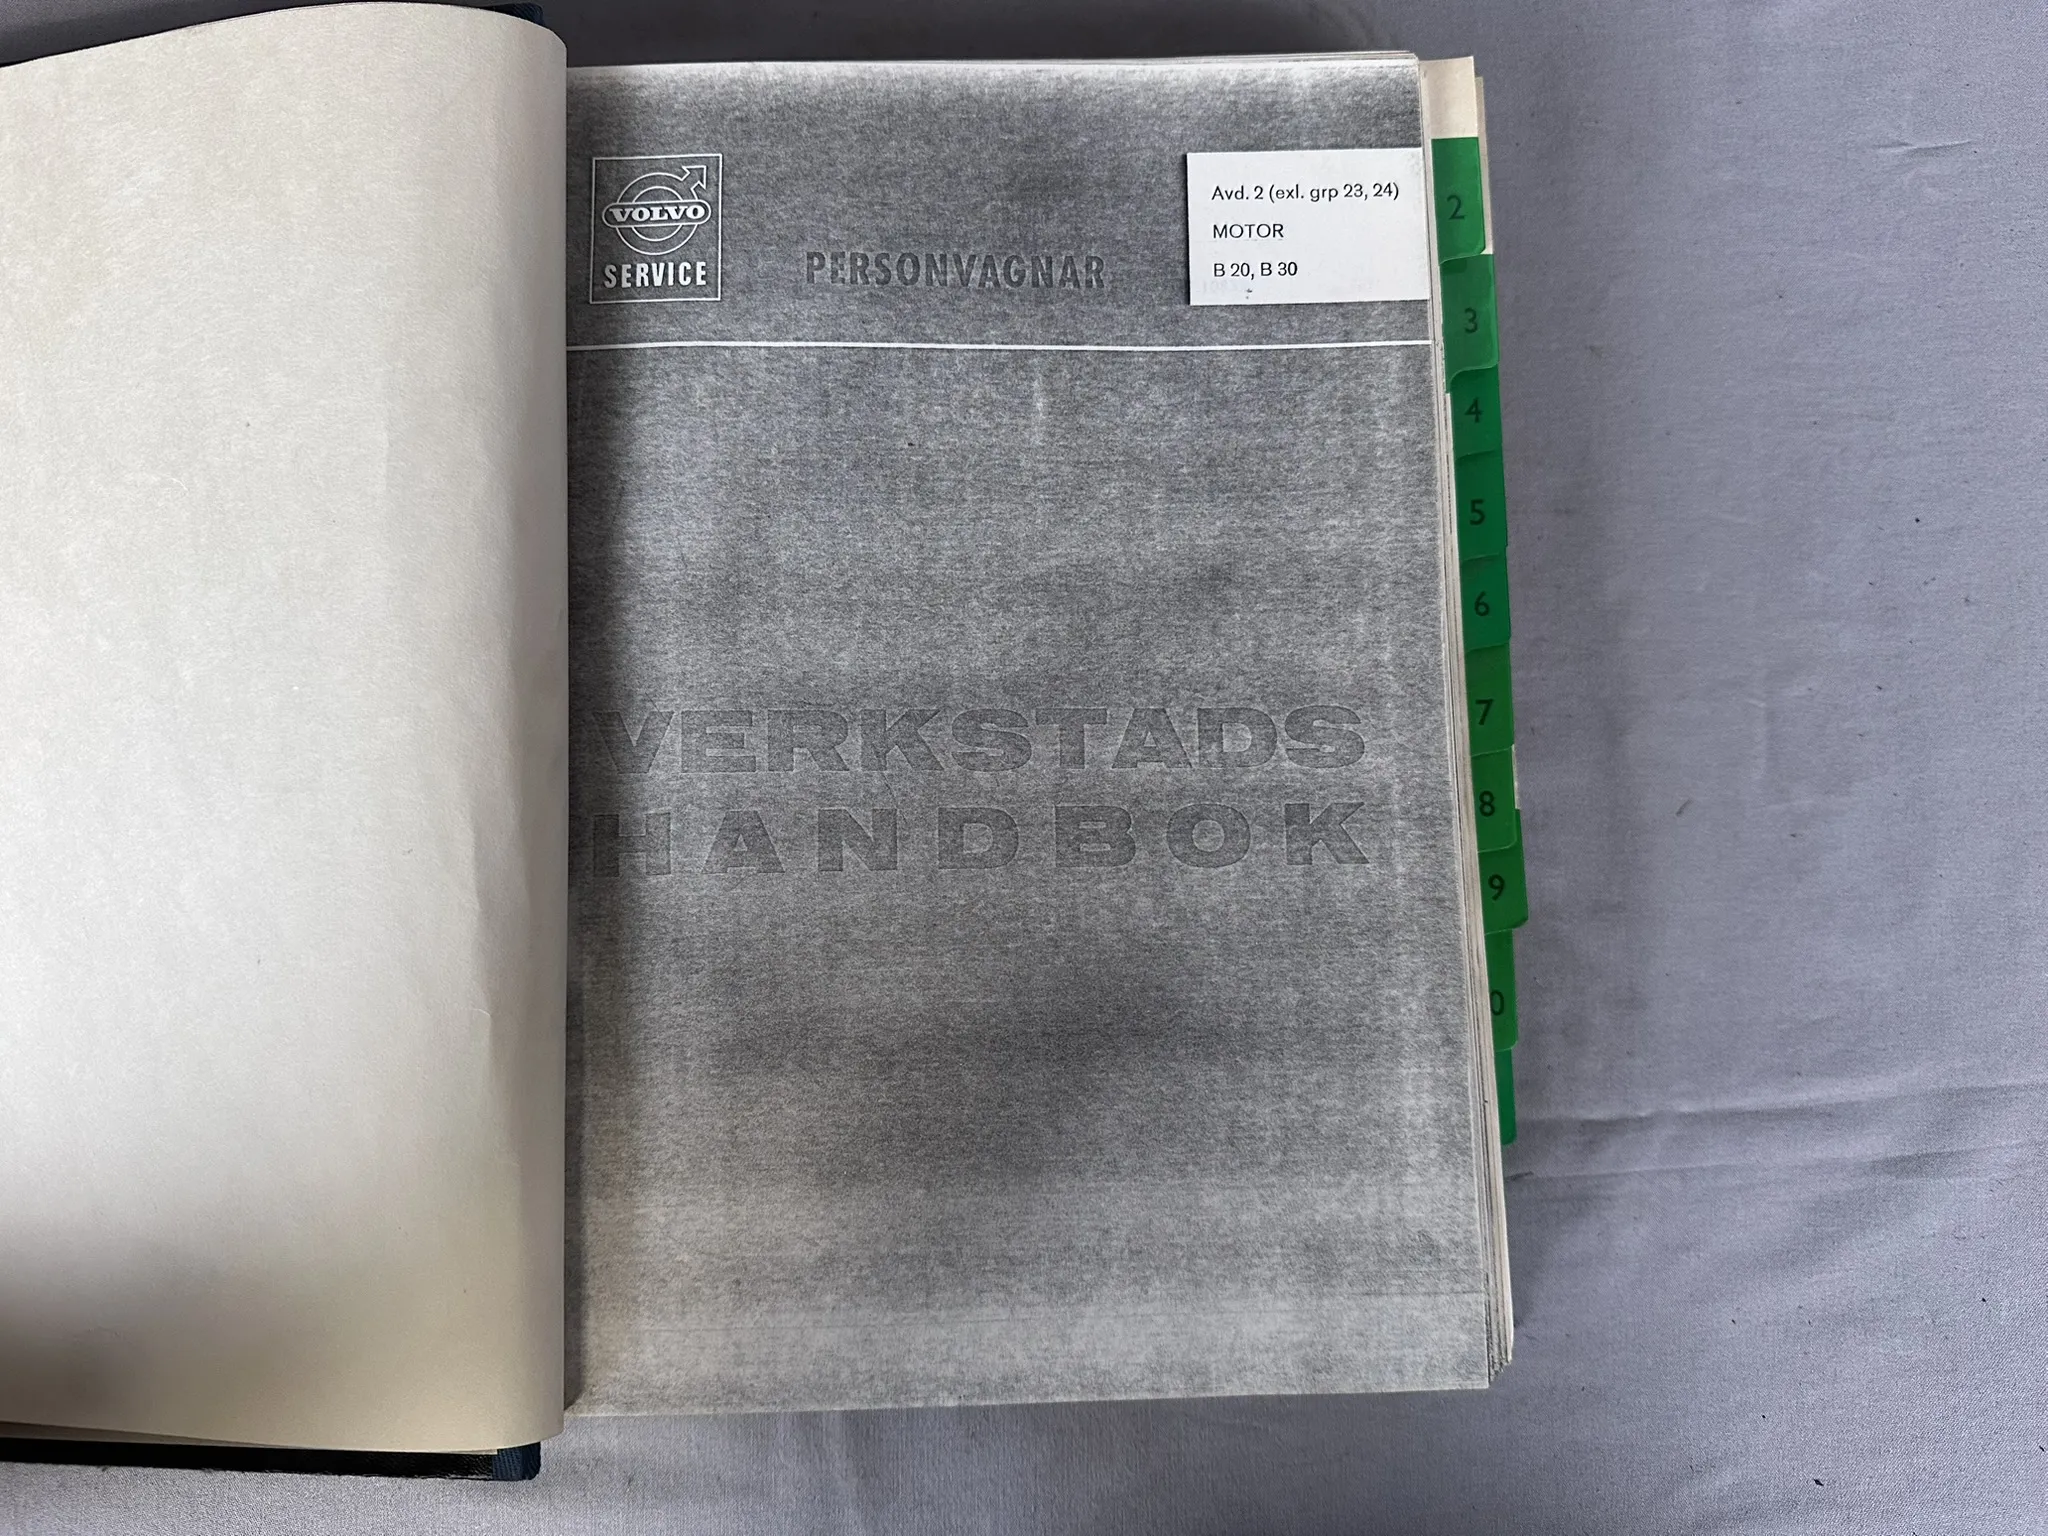 VOLVO
SERVICE
PERSONVAGNAR
Avd. 2 (exl. grp 23, 24)
MOTOR
B 20, B 30
VERKSTADS
HANDBOK
2
3
4
5
6
7
8
9
0